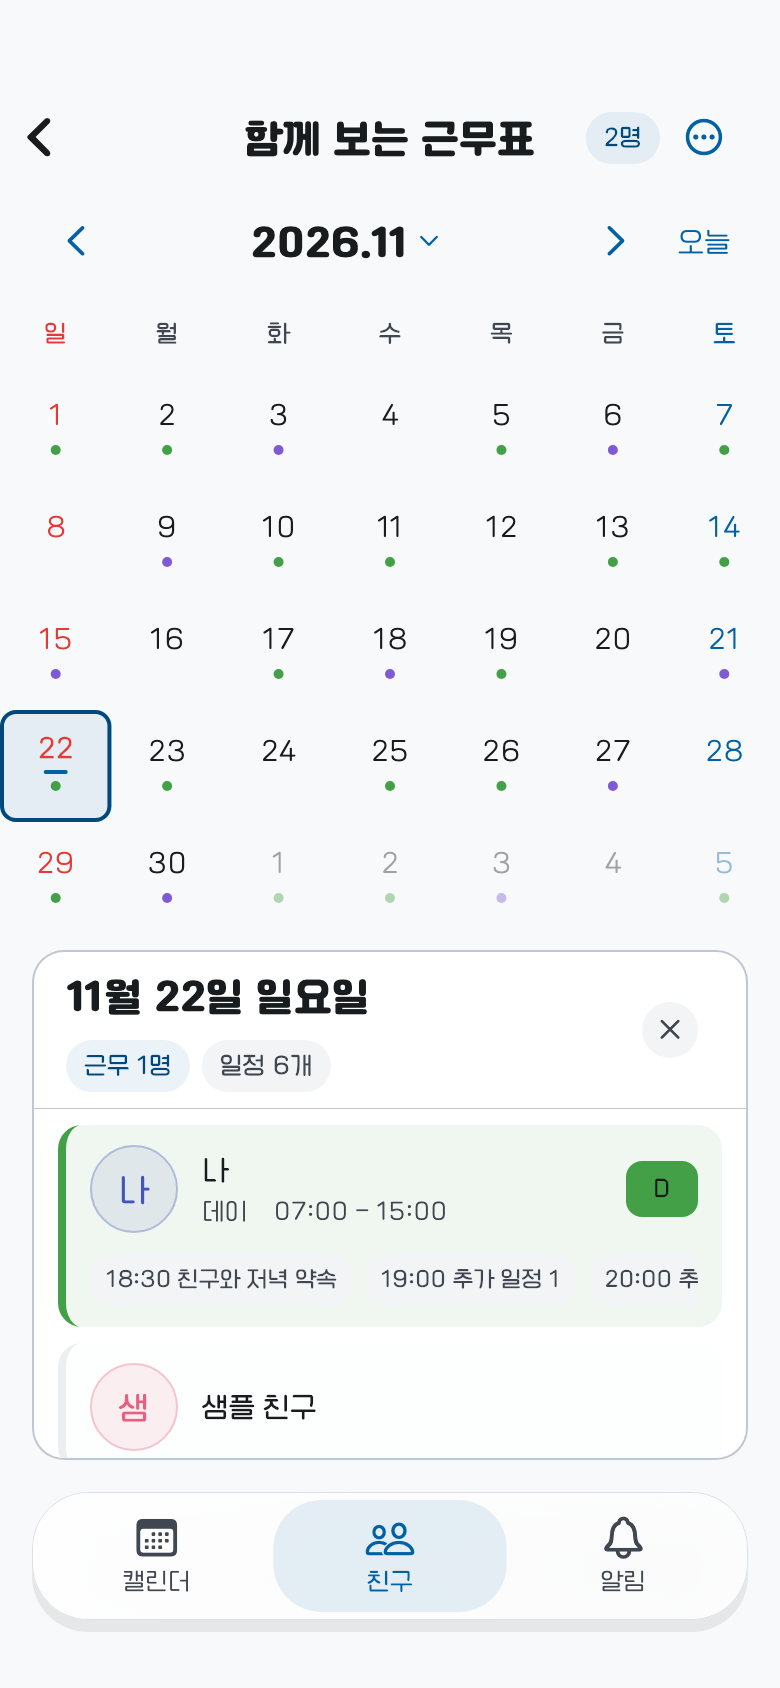 함께 보는 근무표 2명
2026.11 오늘
일 월 화 수 목 금 토
1 2 3 4 5 6 7
8 9 10 11 12 13 14
15 16 17 18 19 20 21
22 23 24 25 26 27 28
29 30 1 2 3 4 5
11월 22일 일요일
근무 1명 일정 6개
나 나
데이 07:00 – 15:00 D
18:30 친구와 저녁 약속 19:00 추가 일정 1 20:00 추
샘 샘플 친구
캘린더 친구 알림